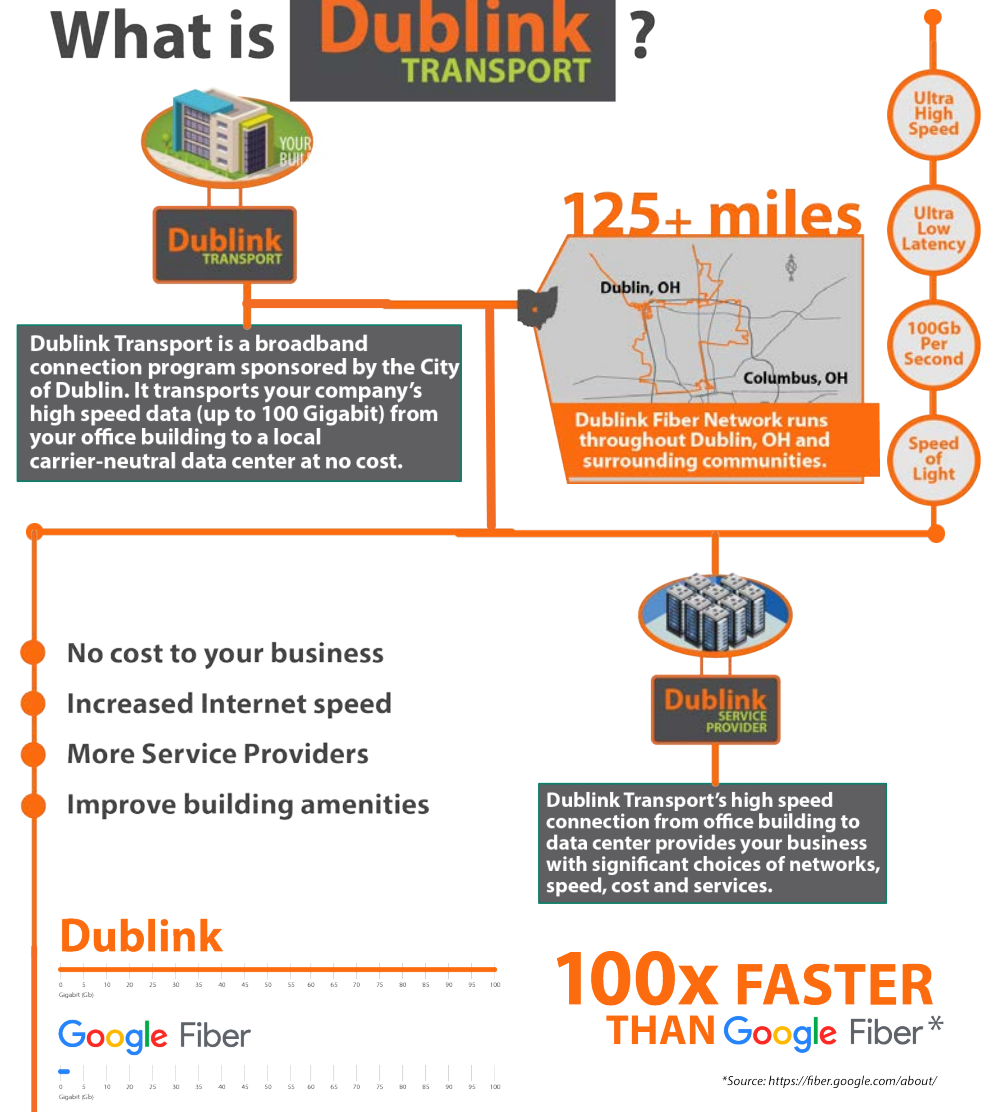 What is Dublink ?
TRANSPORT
Ultra
High
Speed
YOUR
Dublink
TRANSPORT
125+ miles
Ultra
Low
Latency
N
Dublin, OH
Columbus, OH
100Gb
Per
Second
Dublink Transport is a broadband
connection program sponsored by the City
of Dublin. It transports your company's
high speed data (up to 100 Gigabit) from
your office building to a local
carrier-neutral data center at no cost.
Dublink Fiber Network runs
throughout Dublin, OH and
surrounding communities.
Speed
of
Light
No cost to your business
Increased Internet speed
More Service Providers
Improve building amenities
Dublink
SERVICE
PROVIDER
Dublink Transport's high speed
connection from office building to
data center provides your business
with significant choices of networks,
speed, cost and services.
Dublink
0 5 10 15 20 25 30 35 40 45 50 55 60 65 70 75 80 85 90 95 100
Gigabit (Gb)
Google Fiber
0 5 10 15 20 25 30 35 40 45 50 55 60 65 70 75 80 85 90 95 100
Gigabit (Gb)
100x FASTER
THAN Google Fiber*
*Source: https://fiber.google.com/about/